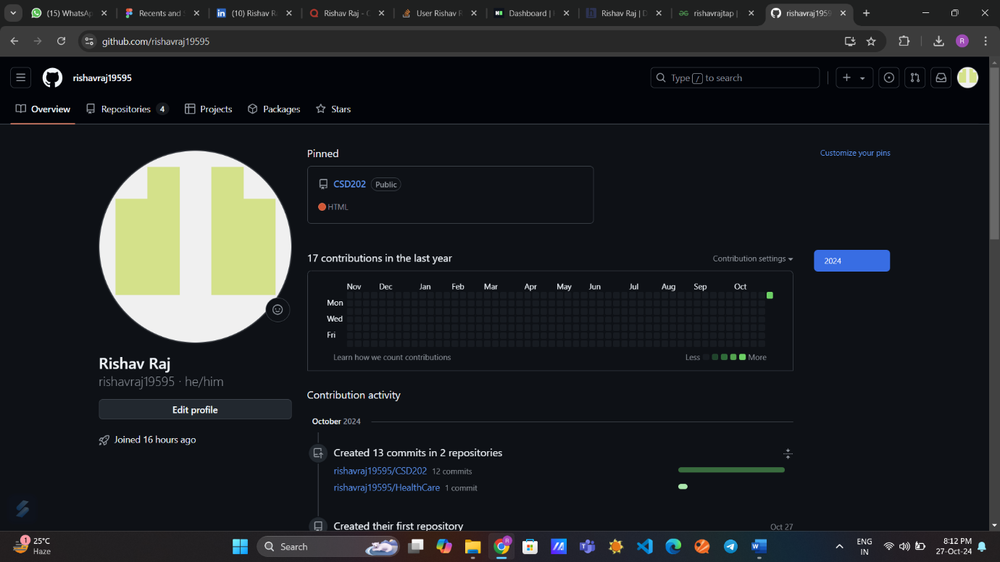 (15) WhatsAp
Recents and S
(10) Rishav Ra
Rishav Raj - C
User Rishav R
Dashboard | H
Rishav Raj | D
rishavrajtap |
rishavraj1959
github.com/rishavraj19595
R
rishavraj19595
Type / to search
Overview
Repositories 4
Projects
Packages
Stars
Pinned
Customize your pins
CSD202 Public
HTML
17 contributions in the last year
Contribution settings
2024
Nov Dec Jan Feb Mar Apr May Jun Jul Aug Sep Oct
Mon
Wed
Fri
Learn how we count contributions
Less More
Rishav Raj
rishavraj19595 · he/him
Edit profile
Joined 16 hours ago
Contribution activity
October 2024
Created 13 commits in 2 repositories
rishavraj19595/CSD202 12 commits
rishavraj19595/HealthCare 1 commit
Created their first repository
Oct 27
1
25°C
Haze
Search
R
ENG
IN
8:12 PM
27-Oct-24